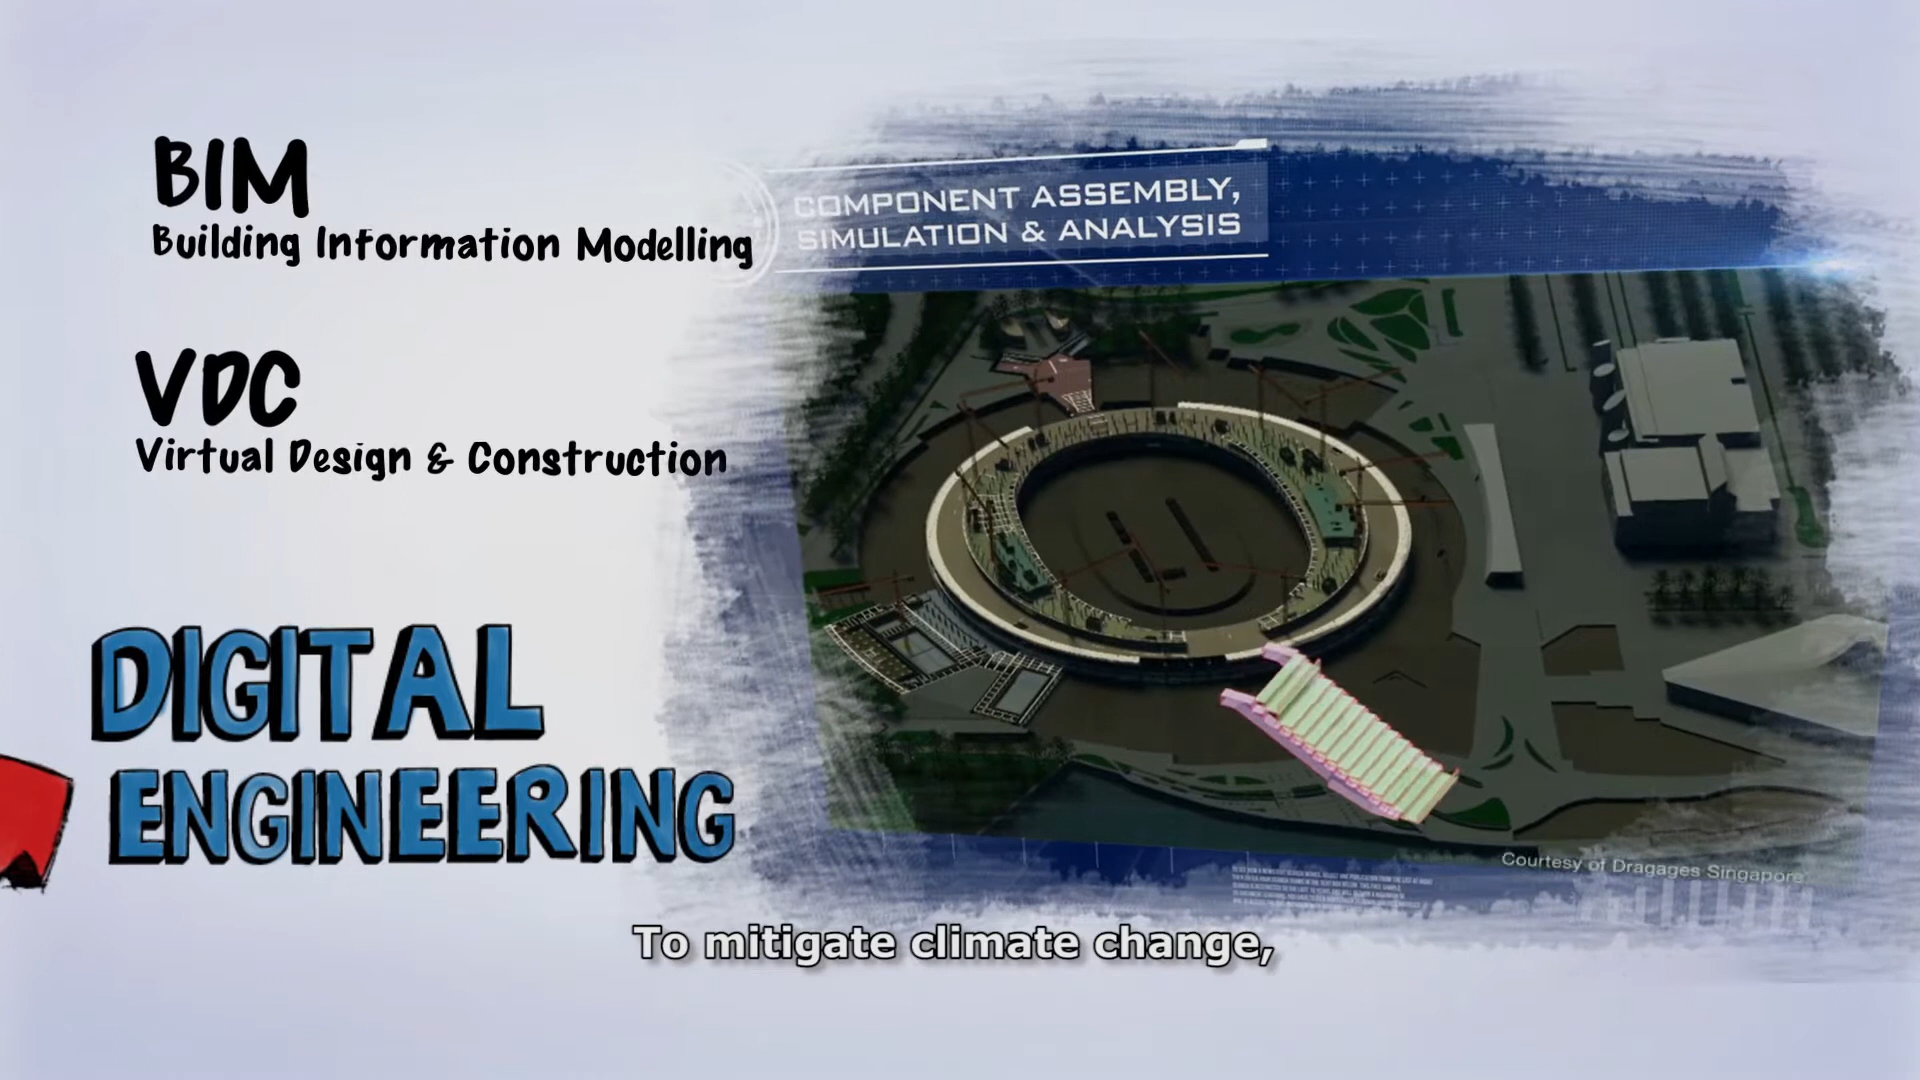 BIM
Building Information Modelling
VDC
Virtual Design & Construction
DIGITAL
ENGINEERING
COMPONENT ASSEMBLY,
SIMULATION & ANALYSIS
Courtesy of Dragages Singapore
To mitigate climate change,